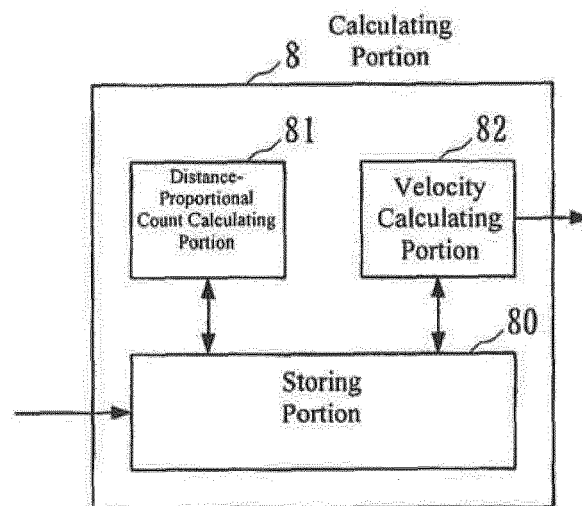 Calculating
Portion
8
81
82
Distance-
Proportional
Count Calculating
Portion
Velocity
Calculating
Portion
80
Storing
Portion